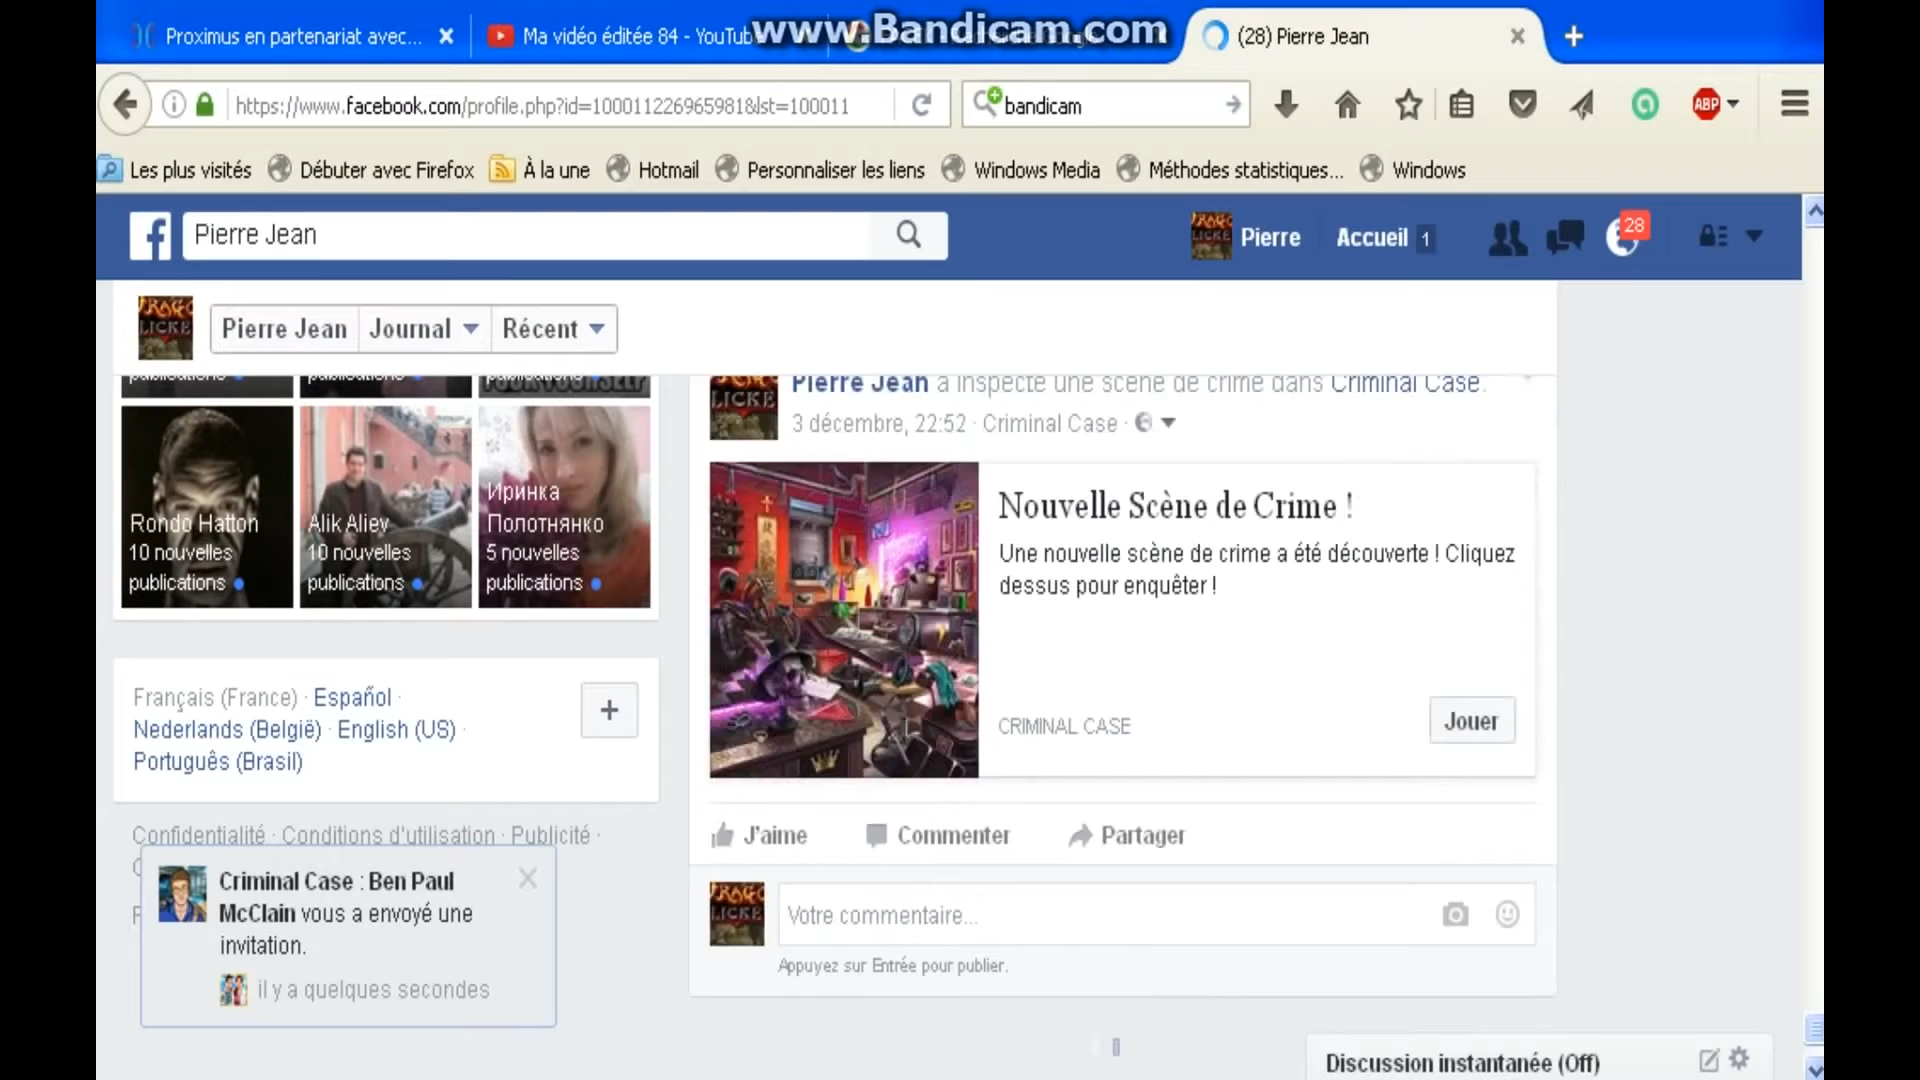 www.Bandicam.com
Proximus en partenariat avec...
Ma vidéo éditée 84 - YouTub
(28) Pierre Jean
https://www.facebook.com/profile.php?id=100011226965981&lst=100011
bandicam
ABP
Les plus visités
Débuter avec Firefox
À la une
Hotmail
Personnaliser les liens
Windows Media
Méthodes statistiques...
Windows
Pierre Jean
Pierre
Accueil 1
28
Pierre Jean
Journal
Récent
publications
publications
publications
Pierre Jean a inspecté une scène de crime dans Criminal Case.
3 décembre, 22:52 · Criminal Case ·
Rondo Hatton
10 nouvelles
publications
Alik Aliev
10 nouvelles
publications
Иринка
Полотнянко
5 nouvelles
publications
Nouvelle Scène de Crime !
Une nouvelle scène de crime a été découverte ! Cliquez
dessus pour enquêter !
CRIMINAL CASE
Jouer
Français (France) · Español ·
Nederlands (België) · English (US) ·
Português (Brasil)
Confidentialité · Conditions d'utilisation · Publicité ·
J'aime
Commenter
Partager
Criminal Case : Ben Paul
McClain vous a envoyé une
invitation.
il y a quelques secondes
Votre commentaire...
Appuyez sur Entrée pour publier.
Discussion instantanée (Off)